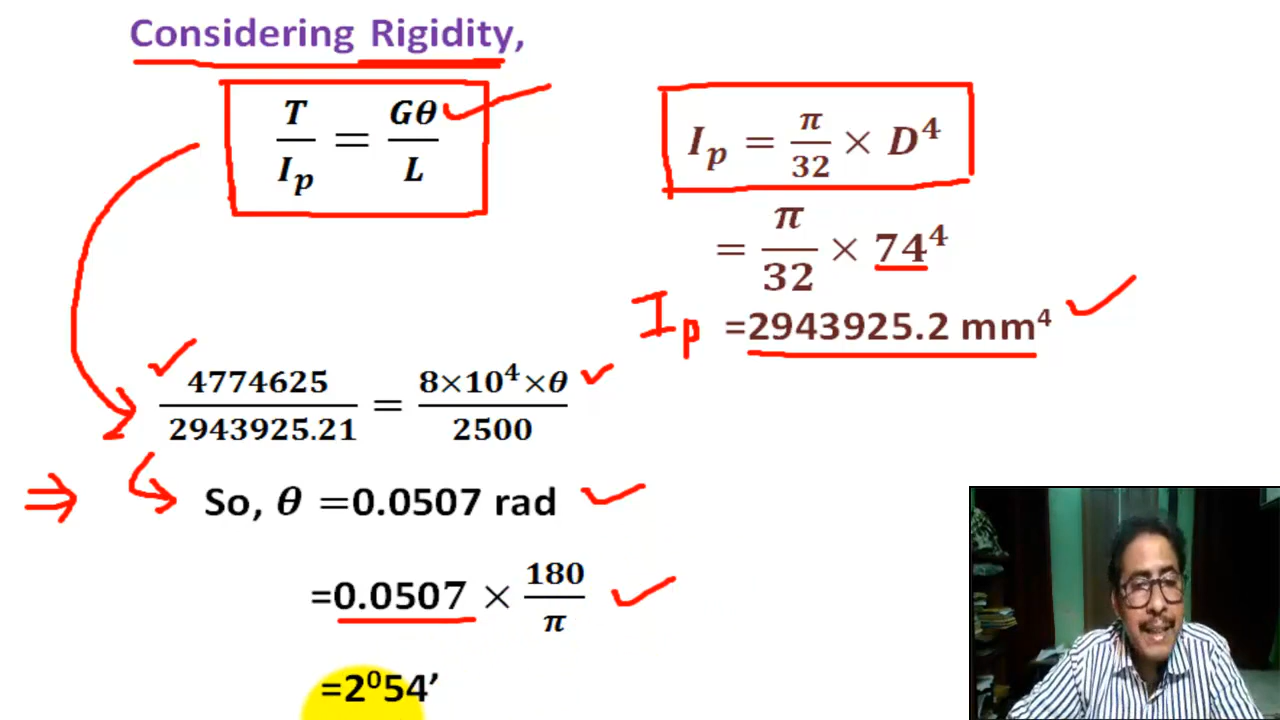 Considering Rigidity,
T/I_p = Gθ/L
I_p = π/32 × D⁴
= π/32 × 74⁴
I_p =2943925.2 mm⁴
4774625/2943925.21 = 8×10⁴×θ/2500
⇒ So, θ =0.0507 rad
=0.0507 × 180/π
=2⁰54′